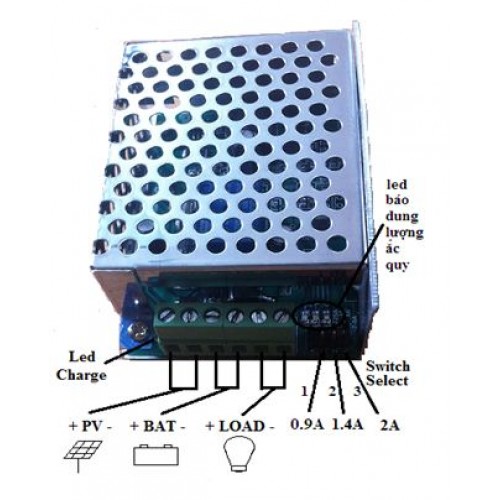 led
báo
dung
lượng
ắc
quy
Led
Charge
Switch
Select
1 2 3
+ PV - + BAT - + LOAD - 0.9A 1.4A 2A